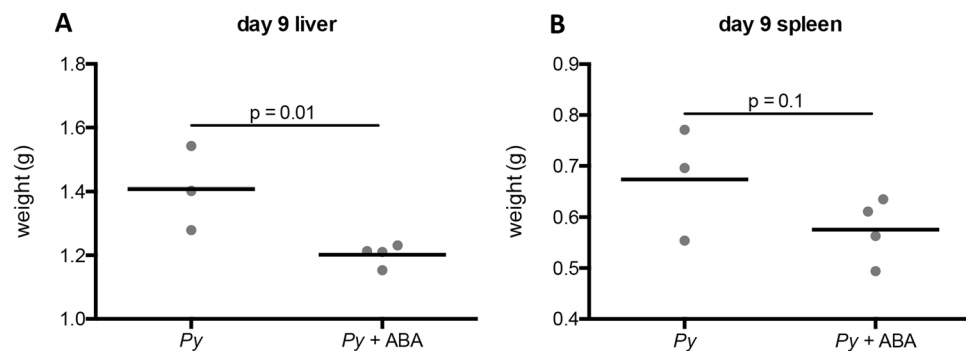 A
day 9 liver
weight (g)
1.8
1.6
1.4
1.2
1.0
p = 0.01
Py
Py + ABA
B
day 9 spleen
weight (g)
0.9
0.8
0.7
0.6
0.5
0.4
p = 0.1
Py
Py + ABA